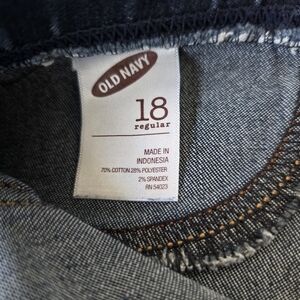 OLD NAVY
18
regular
MADE IN
INDONESIA
70% COTTON 28% POLYESTER
2% SPANDEX
RN 54023